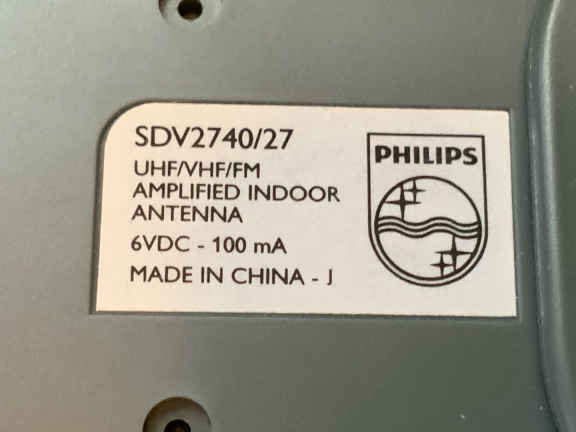 SDV2740/27
UHF/VHF/FM
AMPLIFIED INDOOR
ANTENNA
6VDC - 100 mA
MADE IN CHINA - J
PHILIPS